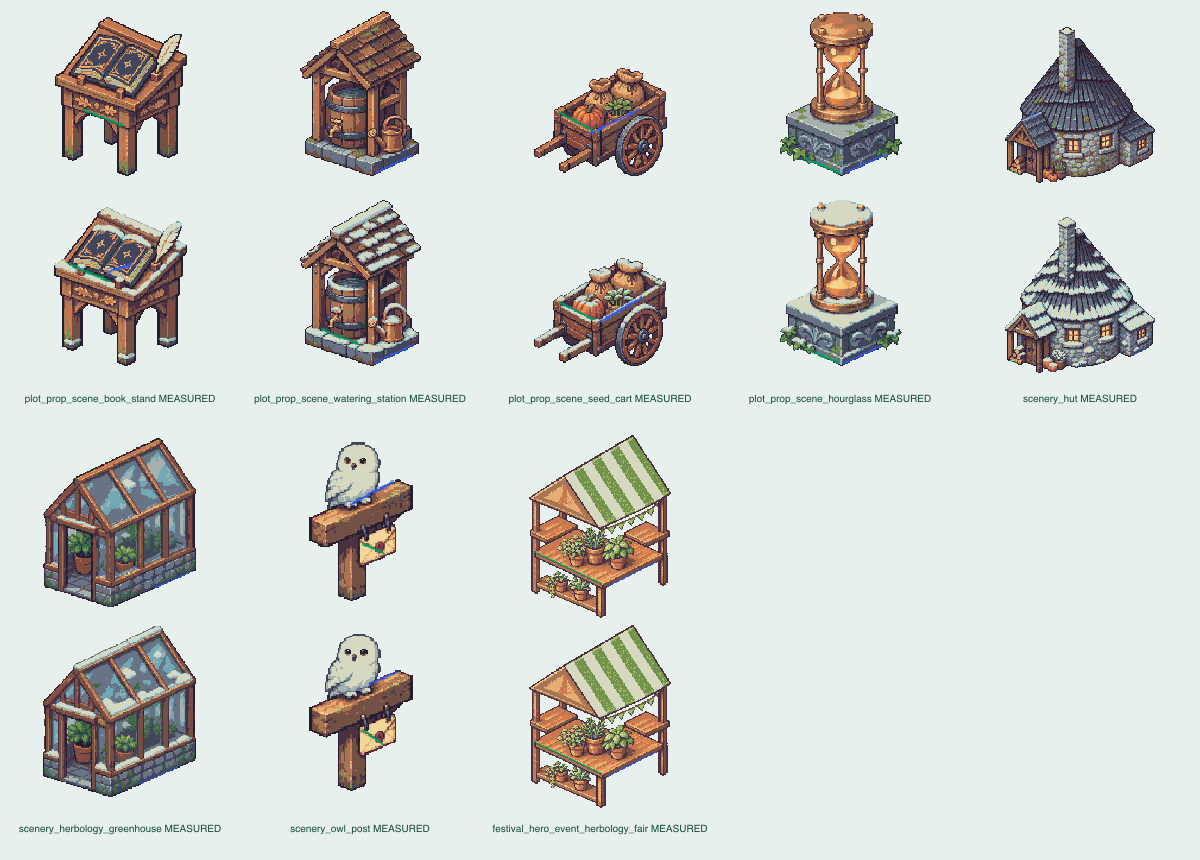 plot_prop_scene_book_stand MEASURED
plot_prop_scene_watering_station MEASURED
plot_prop_scene_seed_cart MEASURED
plot_prop_scene_hourglass MEASURED
scenery_hut MEASURED
scenery_herbology_greenhouse MEASURED
scenery_owl_post MEASURED
festival_hero_event_herbology_fair MEASURED